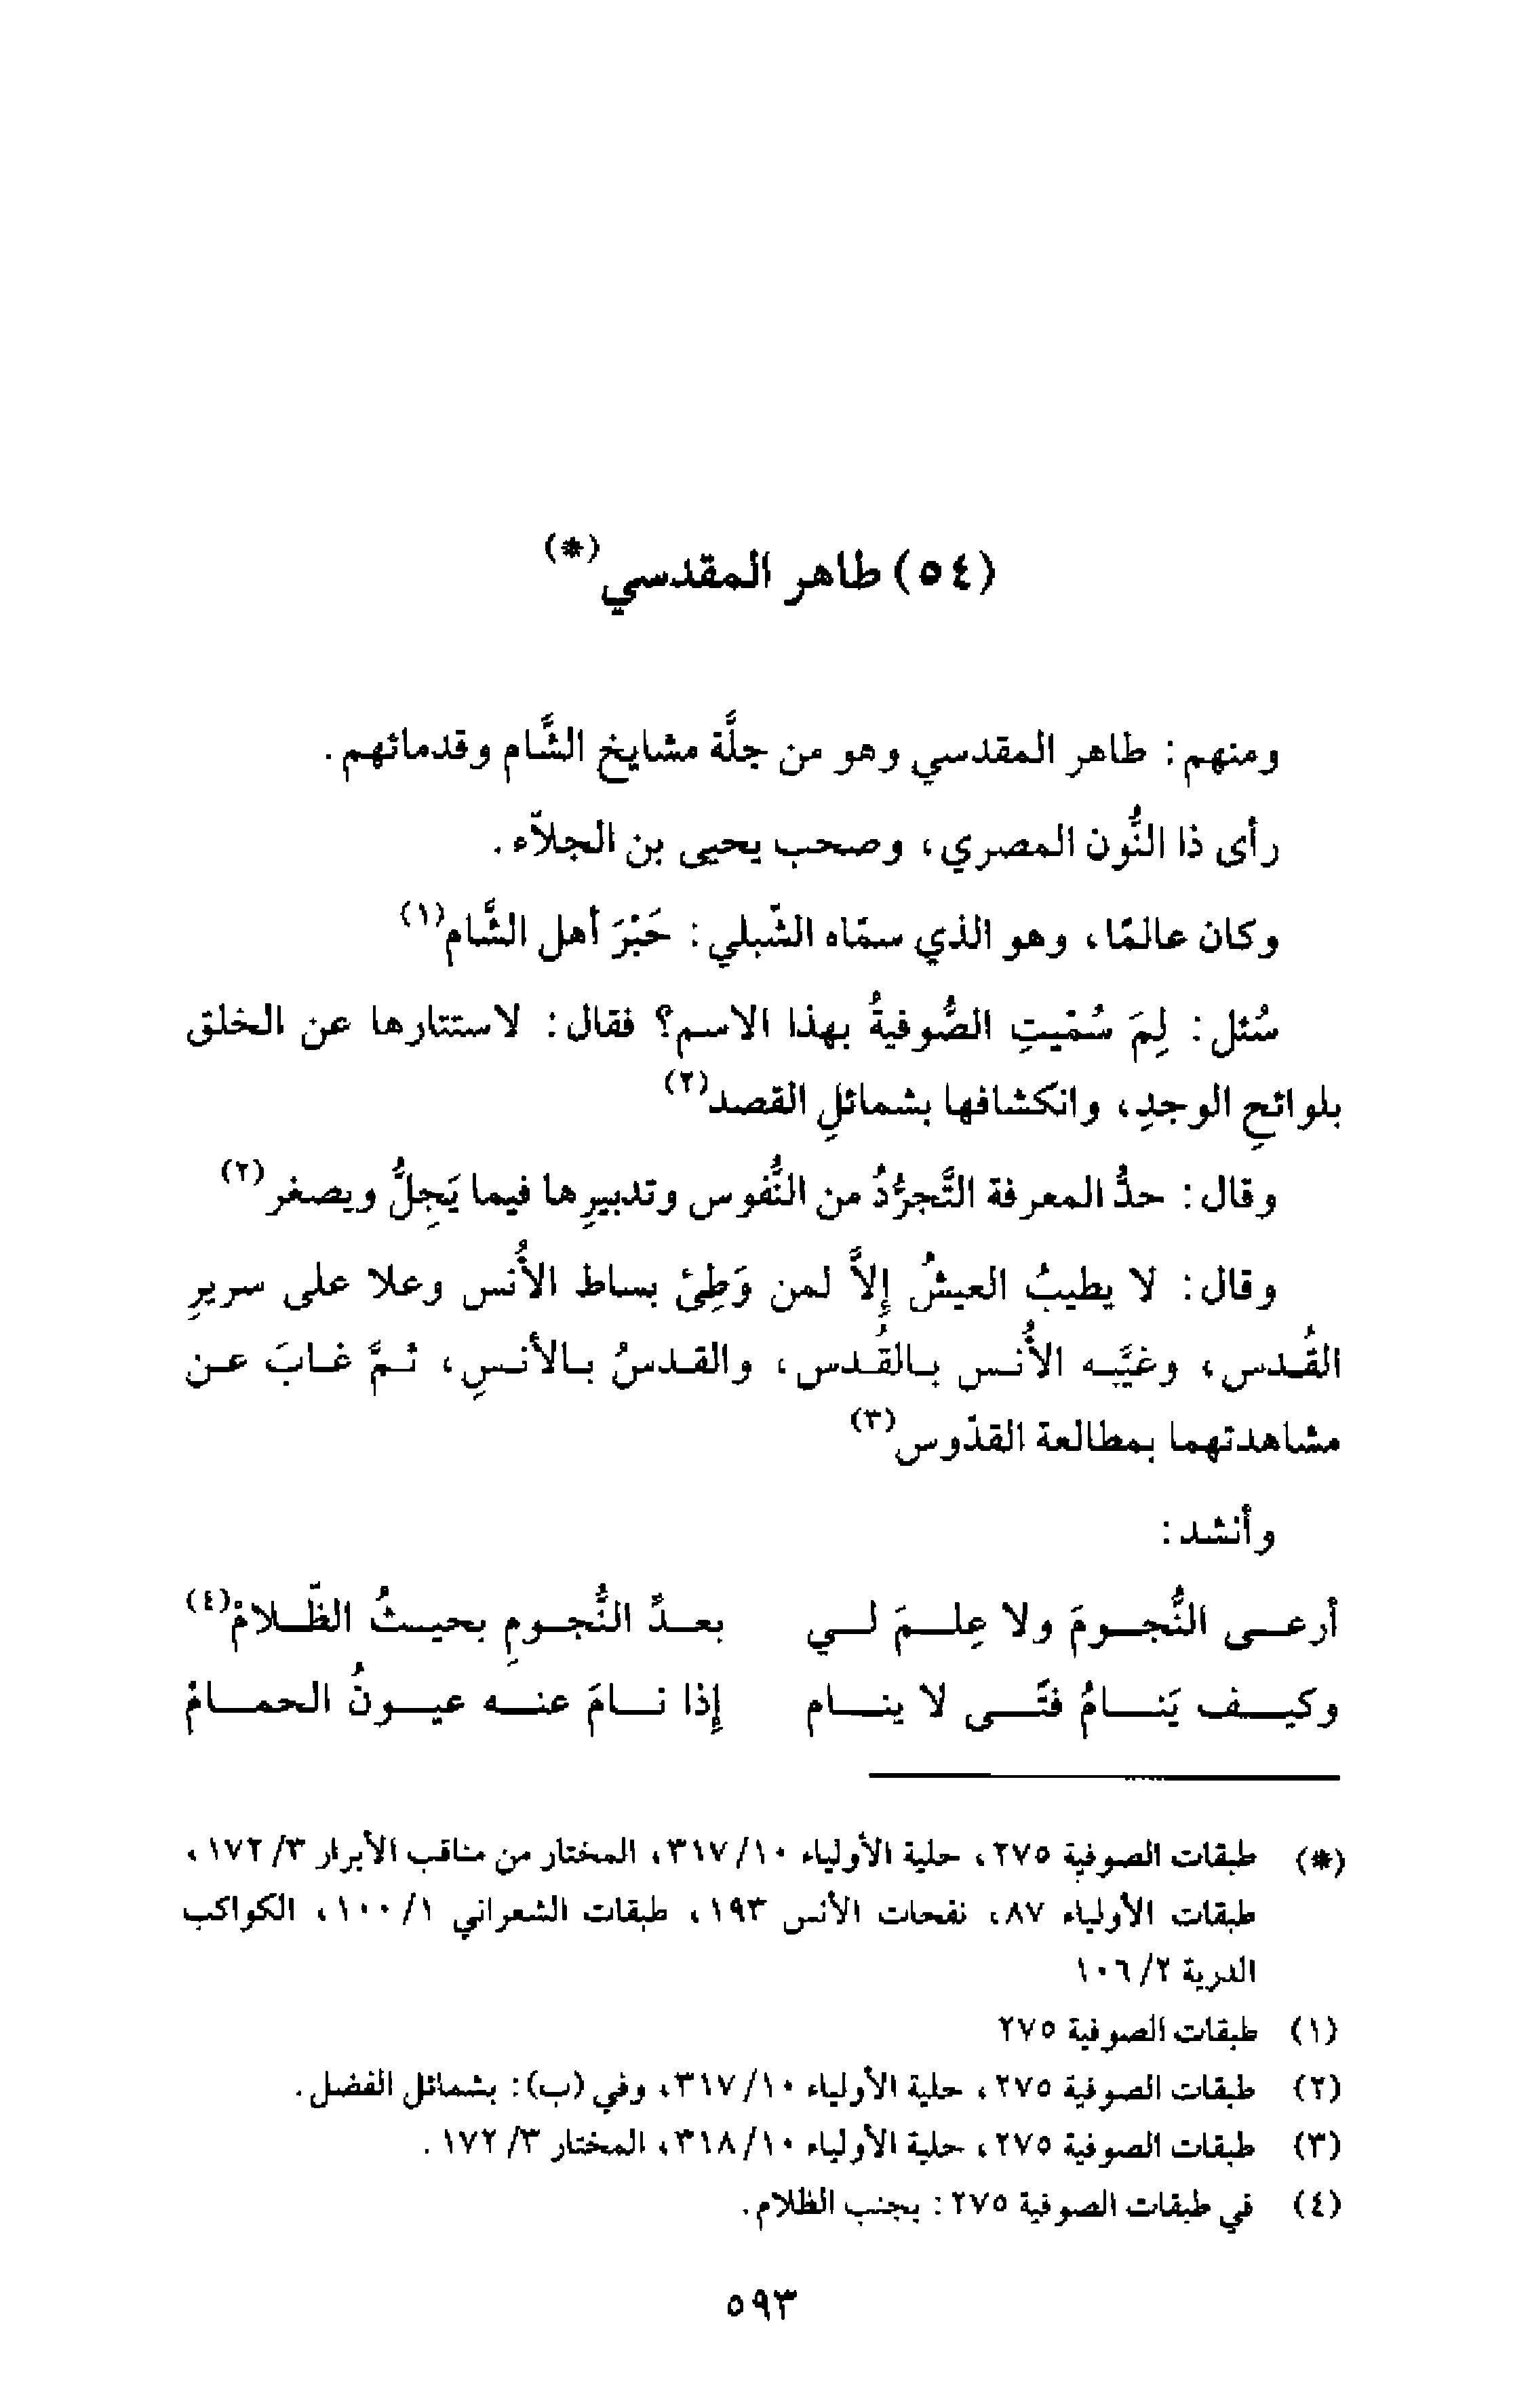 (٥٤) طاهر المقدسي(*)
ومنهم: طاهر المقدسي وهو من جلَّة مشايخ الشَّام وقدمائهم.
رأى ذا النُّون المصري، وصحب يحيى بن الجلاّء.
وكان عالمًا، وهو الذي سمّاه الشّبلي: حَبْرَ أهل الشَّام(١)
سُئل: لِمَ سُمّيتِ الصُّوفيةُ بهذا الاسم؟ فقال: لاستتارها عن الخلق
بلوائحِ الوجدِ، وانكشافها بشمائلِ القصد(٢)
وقال: حدُّ المعرفة التَّجرُّدُ من النُّفوس وتدبيرِها فيما يَجِلُّ ويصغر(٢)
وقال: لا يطيبُ العيشُ إلاَّ لمن وَطِئَ بساط الأُنس وعلا على سريرِ
القُدس، وغيَّبه الأُنس بالقُدس، والقدسُ بالأنسِ، ثمَّ غابَ عن
مشاهدتهما بمطالعة القدّوس(٣)
وأنشد:
أرعى النُّجومَ ولا عِلمَ لي بعدِّ النُّجومِ بحيثُ الظّلامْ(٤)
وكيف يَنامُ فتًى لا ينام إذا نامَ عنه عيونُ الحمامْ
(*) طبقات الصوفية ٢٧٥، حلية الأولياء ١٠/ ٣١٧، المختار من مناقب الأبرار ٣/ ١٧٢،
طبقات الأولياء ٨٧، نفحات الأنس ١٩٣، طبقات الشعراني ١/ ١٠٠، الكواكب
الدرية ٢/ ١٠٦
(١) طبقات الصوفية ٢٧٥
(٢) طبقات الصوفية ٢٧٥، حلية الأولياء ١٠/ ٣١٧، وفي (ب): بشمائل الفضل.
(٣) طبقات الصوفية ٢٧٥، حلية الأولياء ١٠/ ٣١٨، المختار ٣/ ١٧٢.
(٤) في طبقات الصوفية ٢٧٥: بجنب الظلام.
٥٩٣